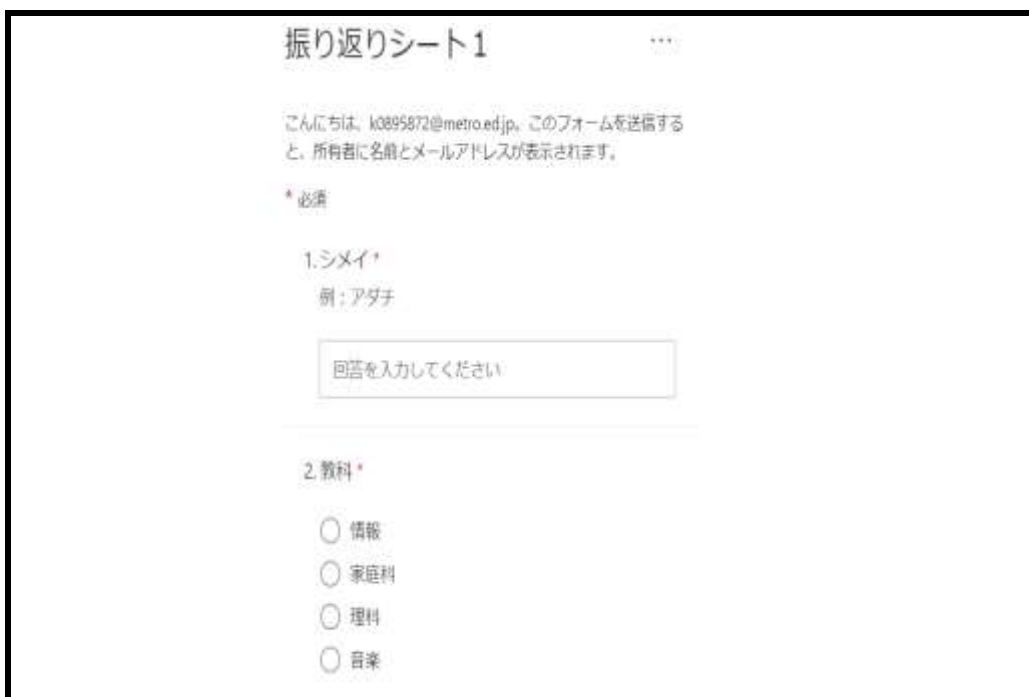 振り返りシート1
…
こんにちは、k0895872@metro.ed.jp。このフォームを送信する
と、所有者に名前とメールアドレスが表示されます。
* 必須
1.シメイ *
例：アダチ
回答を入力してください
2. 教科 *
情報
家庭科
理科
音楽